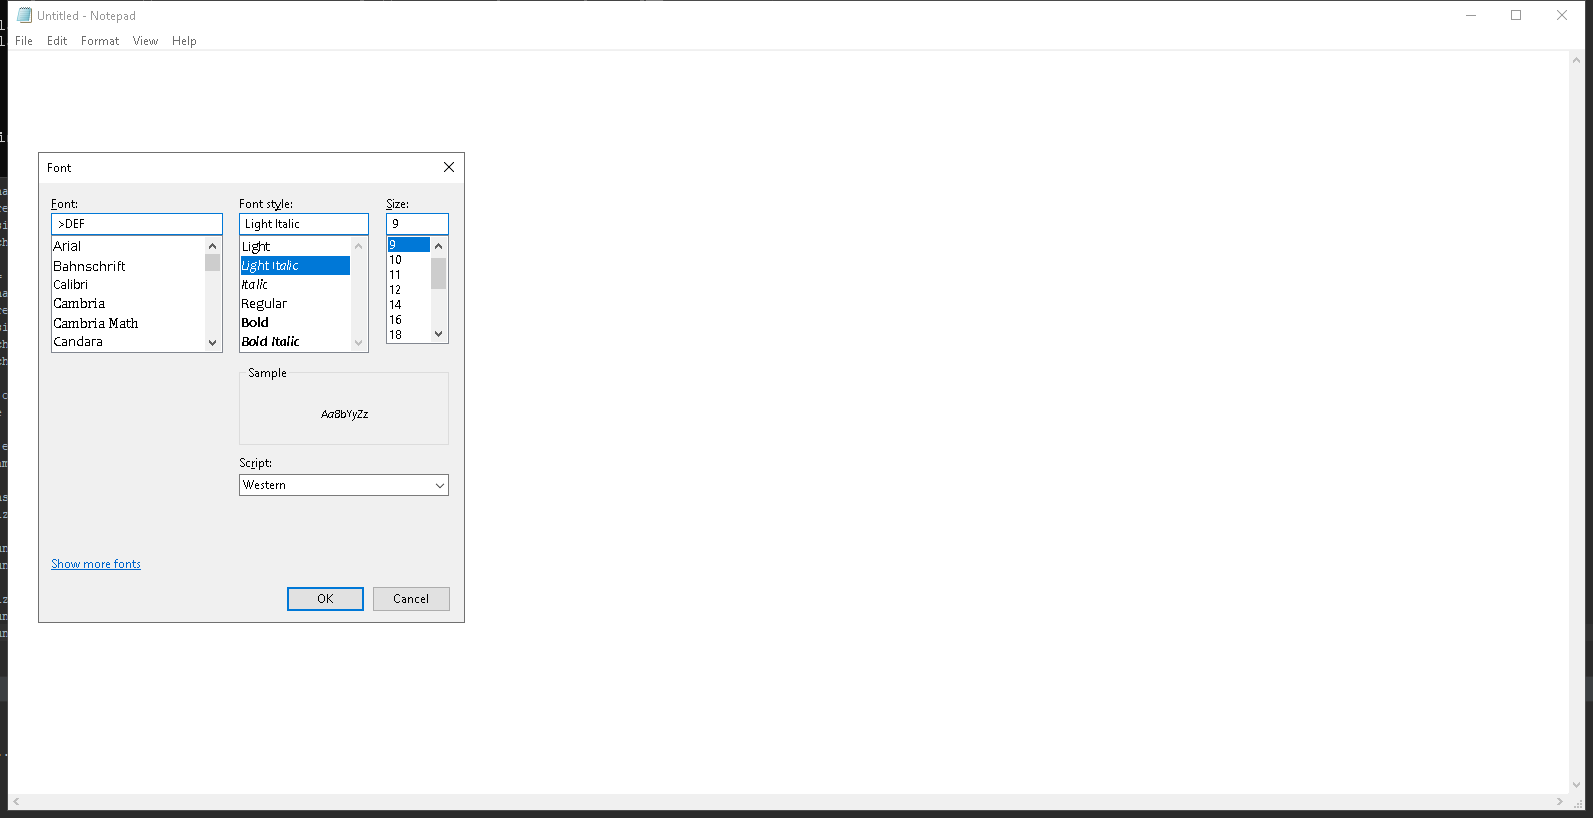 Untitled - Notepad
File Edit Format View Help
Font
Font: Font style: Size:
>DEF Light Italic 9
Arial Light 9
Bahnschrift Light Italic 10
Calibri Italic 11
Cambria Regular 12
Cambria Math Bold 14
Candara Bold Italic 16
18
Sample
AaBbYyZz
Script:
Western
Show more fonts
OK Cancel